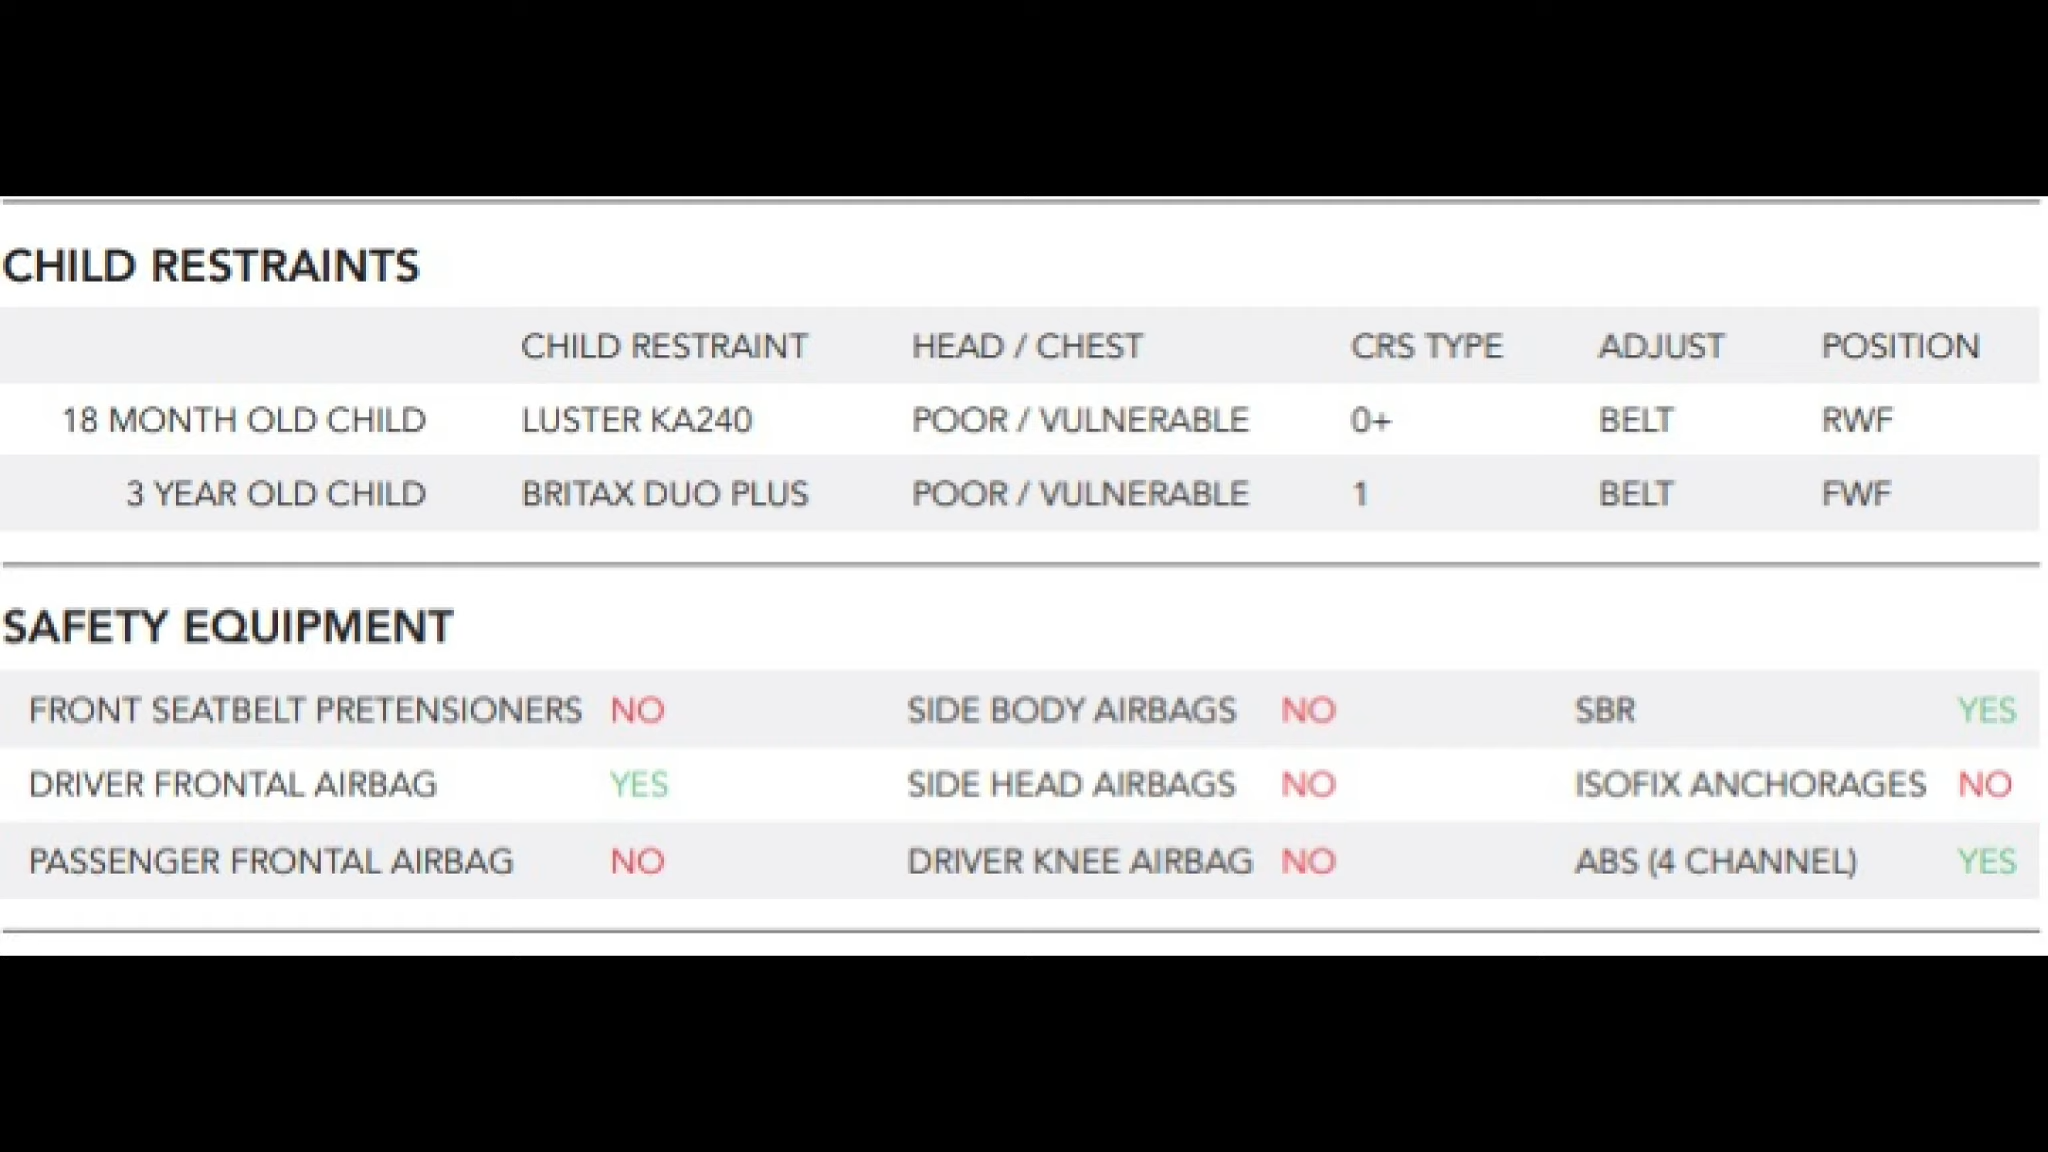 CHILD RESTRAINTS
CHILD RESTRAINT HEAD / CHEST CRS TYPE ADJUST POSITION
18 MONTH OLD CHILD LUSTER KA240 POOR / VULNERABLE 0+ BELT RWF
3 YEAR OLD CHILD BRITAX DUO PLUS POOR / VULNERABLE 1 BELT FWF
SAFETY EQUIPMENT
FRONT SEATBELT PRETENSIONERS NO SIDE BODY AIRBAGS NO SBR YES
DRIVER FRONTAL AIRBAG YES SIDE HEAD AIRBAGS NO ISOFIX ANCHORAGES NO
PASSENGER FRONTAL AIRBAG NO DRIVER KNEE AIRBAG NO ABS (4 CHANNEL) YES